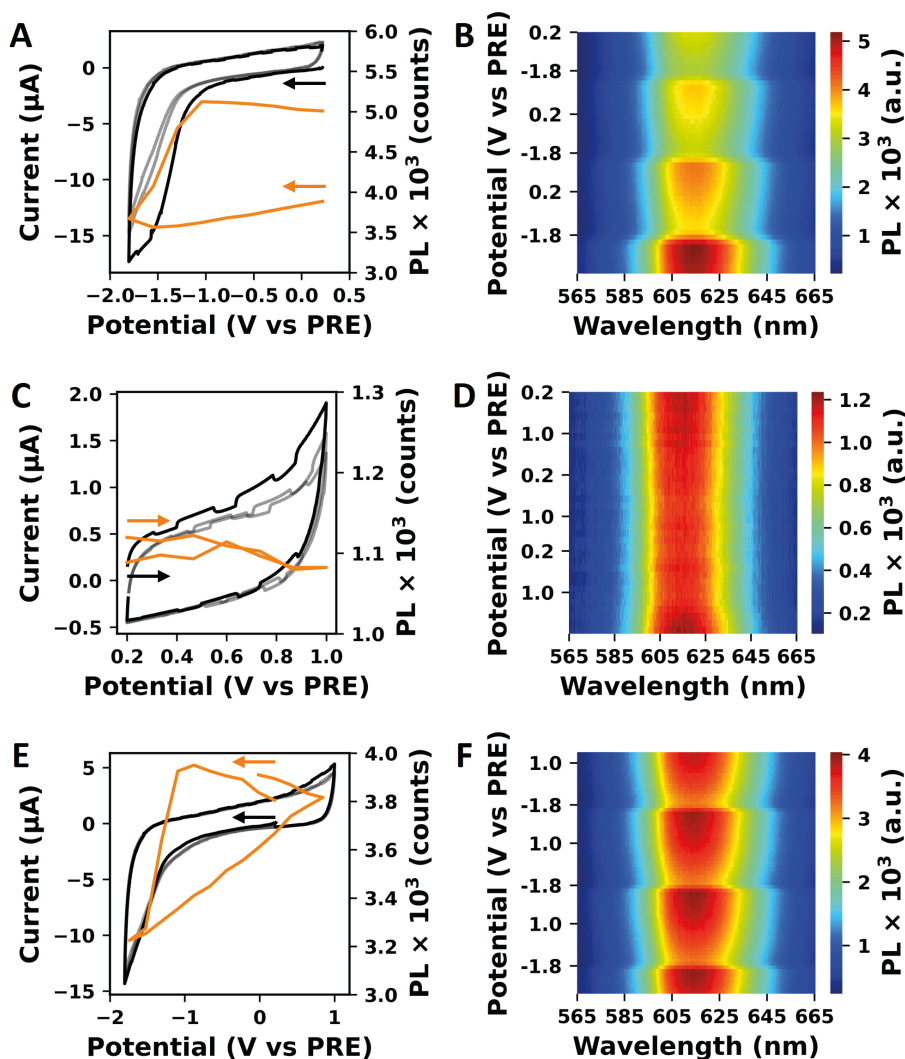 A
Current (μA)
0
−5
−10
−15
6.0
5.5
5.0
4.5
4.0
3.5
3.0
PL × 10³ (counts)
−2.0 −1.5 −1.0 −0.5 0.0 0.5
Potential (V vs PRE)
B
Potential (V vs PRE)
0.2
-1.8
0.2
-1.8
0.2
-1.8
565 585 605 625 645 665
Wavelength (nm)
5
4
3
2
1
PL × 10³ (a.u.)
C
Current (μA)
2.0
1.5
1.0
0.5
0.0
−0.5
1.3
1.2
1.1
1.0
PL × 10³ (counts)
0.2 0.4 0.6 0.8 1.0
Potential (V vs PRE)
D
Potential (V vs PRE)
0.2
1.0
0.2
1.0
0.2
1.0
565 585 605 625 645 665
Wavelength (nm)
1.2
1.0
0.8
0.6
0.4
0.2
PL × 10³ (a.u.)
E
Current (μA)
5
0
−5
−10
−15
4.0
3.8
3.6
3.4
3.2
3.0
PL × 10³ (counts)
−2 −1 0 1
Potential (V vs PRE)
F
Potential (V vs PRE)
1.0
-1.8
1.0
-1.8
1.0
-1.8
565 585 605 625 645 665
Wavelength (nm)
4
3
2
1
PL × 10³ (a.u.)